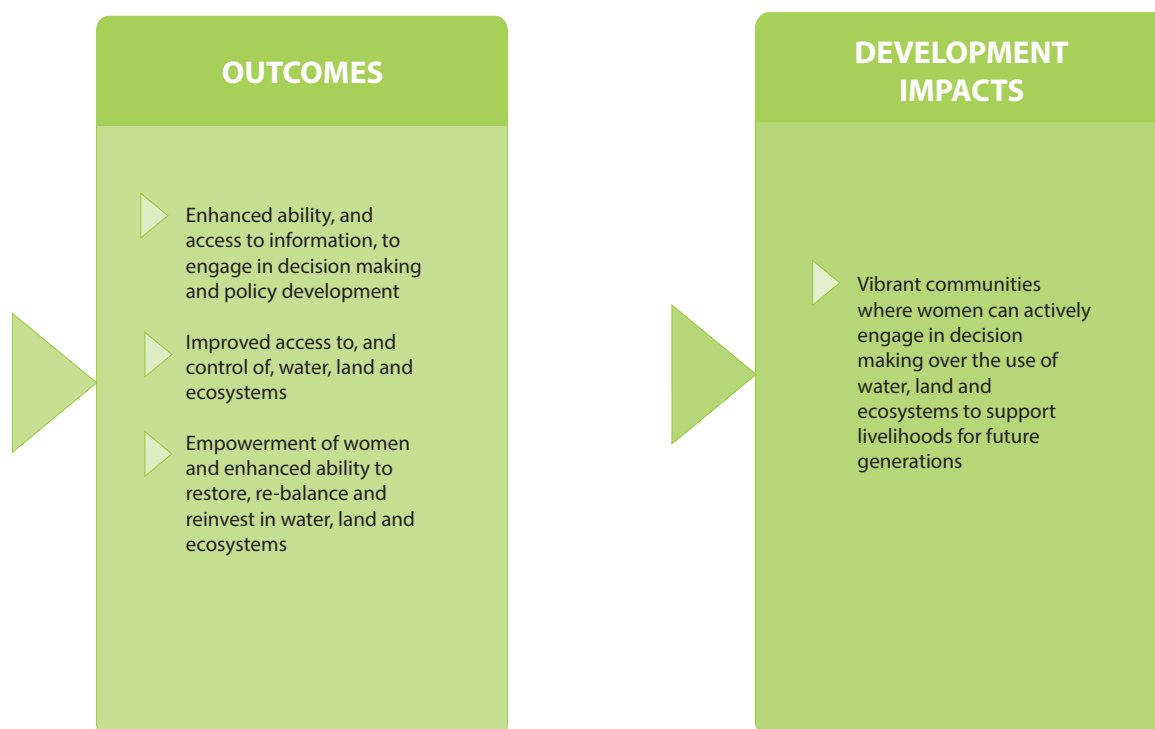 OUTCOMES
Enhanced ability, and
access to information, to
engage in decision making
and policy development
Improved access to, and
control of, water, land and
ecosystems
Empowerment of women
and enhanced ability to
restore, re-balance and
reinvest in water, land and
ecosystems
DEVELOPMENT
IMPACTS
Vibrant communities
where women can actively
engage in decision
making over the use of
water, land and
ecosystems to support
livelihoods for future
generations